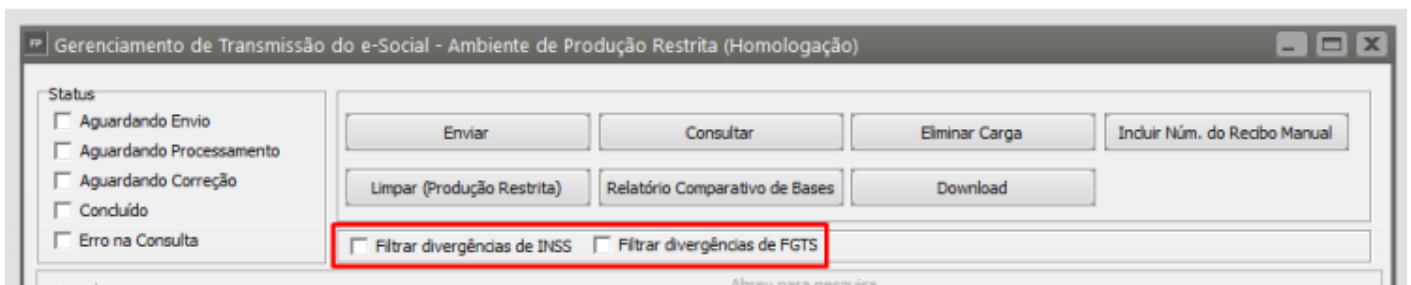 FP Gerenciamento de Transmissão do e-Social - Ambiente de Produção Restrita (Homologação)
Status
Aguardando Envio
Aguardando Processamento
Aguardando Correção
Concluído
Erro na Consulta
Enviar Consultar Eliminar Carga Incluir Núm. do Recibo Manual
Limpar (Produção Restrita) Relatório Comparativo de Bases Download
Filtrar divergências de INSS Filtrar divergências de FGTS